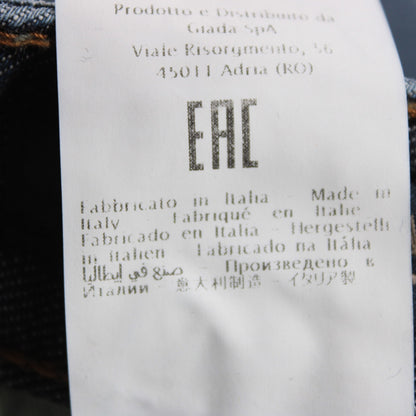 Prodotto e Distribuito da
Giada SpA
Viale Risorgimento, 56
45011 Adria (RO)
EAC
Fabbricato in Italia - Made in
Italy - Fabriqué en Italie
Fabricado en Italia - Hergestellt
in Italien - Fabricado na Itália
صنع في إيطاليا - Произведено в
Италии - 意大利制造 - イタリア製